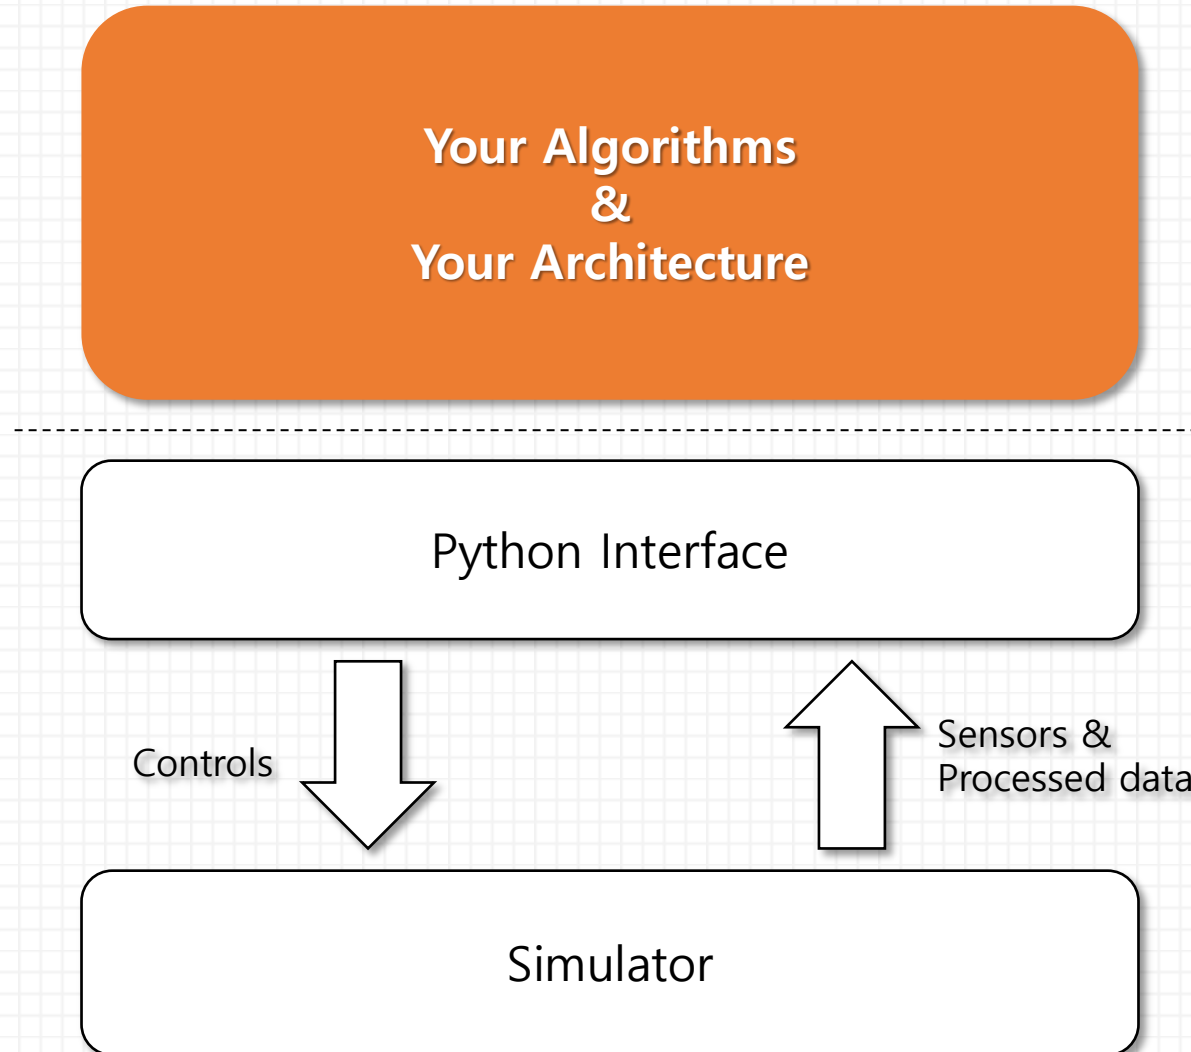 Your Algorithms
&
Your Architecture
Python Interface
Controls
Sensors &
Processed data
Simulator